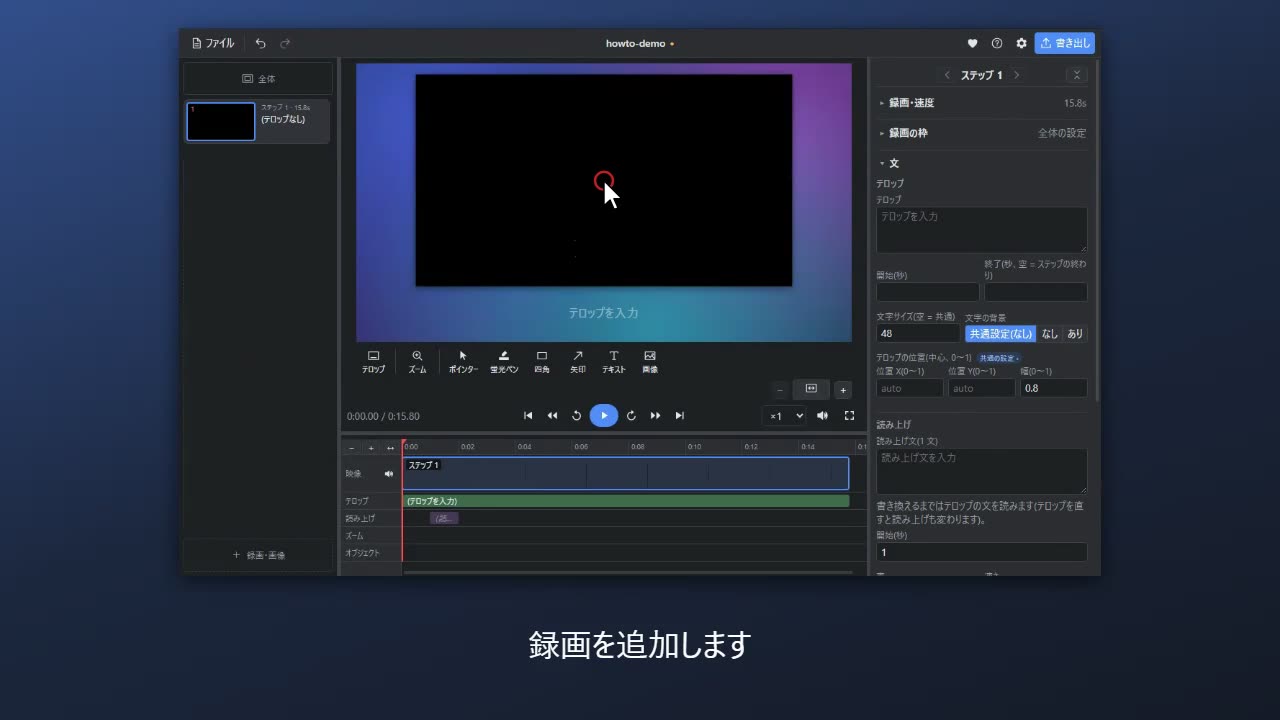 ファイル
howto-demo
書き出し
全体
1
ステップ 1・15.8s
(テロップなし)
+ 録画・画像
テロップを入力
テロップ
ズーム
ポインター
蛍光ペン
四角
矢印
テキスト
画像
0:00.00 / 0:15.80
×1
0:00
0:02
0:04
0:06
0:08
0:10
0:12
0:14
映像
ステップ 1
テロップ
(テロップを入力)
読み上げ
ズーム
オブジェクト
ステップ 1
録画・速度
15.8s
録画の枠
全体の設定
文
テロップ
テロップ
テロップを入力
開始(秒)
終了(秒、空 = ステップの終わり)
文字サイズ(空 = 共通)
文字の背景
48
共通設定(なし)
なし
あり
テロップの位置(中心、0〜1)
共通の設定
位置 X(0〜1)
位置 Y(0〜1)
幅(0〜1)
auto
auto
0.8
読み上げ
読み上げ文(1 文)
読み上げ文を入力
書き換えるまではテロップの文を読みます(テロップを直
すと読み上げも変わります)。
開始(秒)
1
録画を追加します